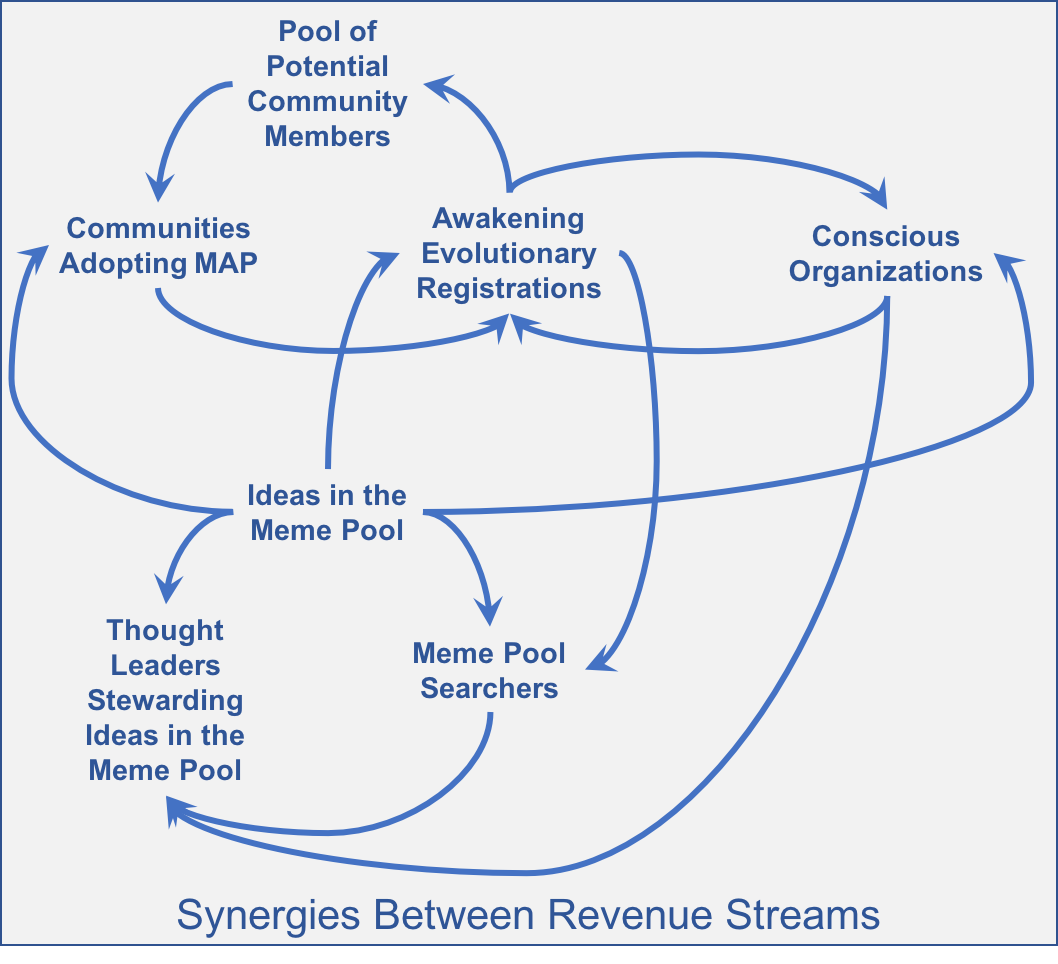 Pool of
Potential
Community
Members
Communities
Adopting MAP
Awakening
Evolutionary
Registrations
Conscious
Organizations
Ideas in the
Meme Pool
Thought
Leaders
Stewarding
Ideas in the
Meme Pool
Meme Pool
Searchers
Synergies Between Revenue Streams